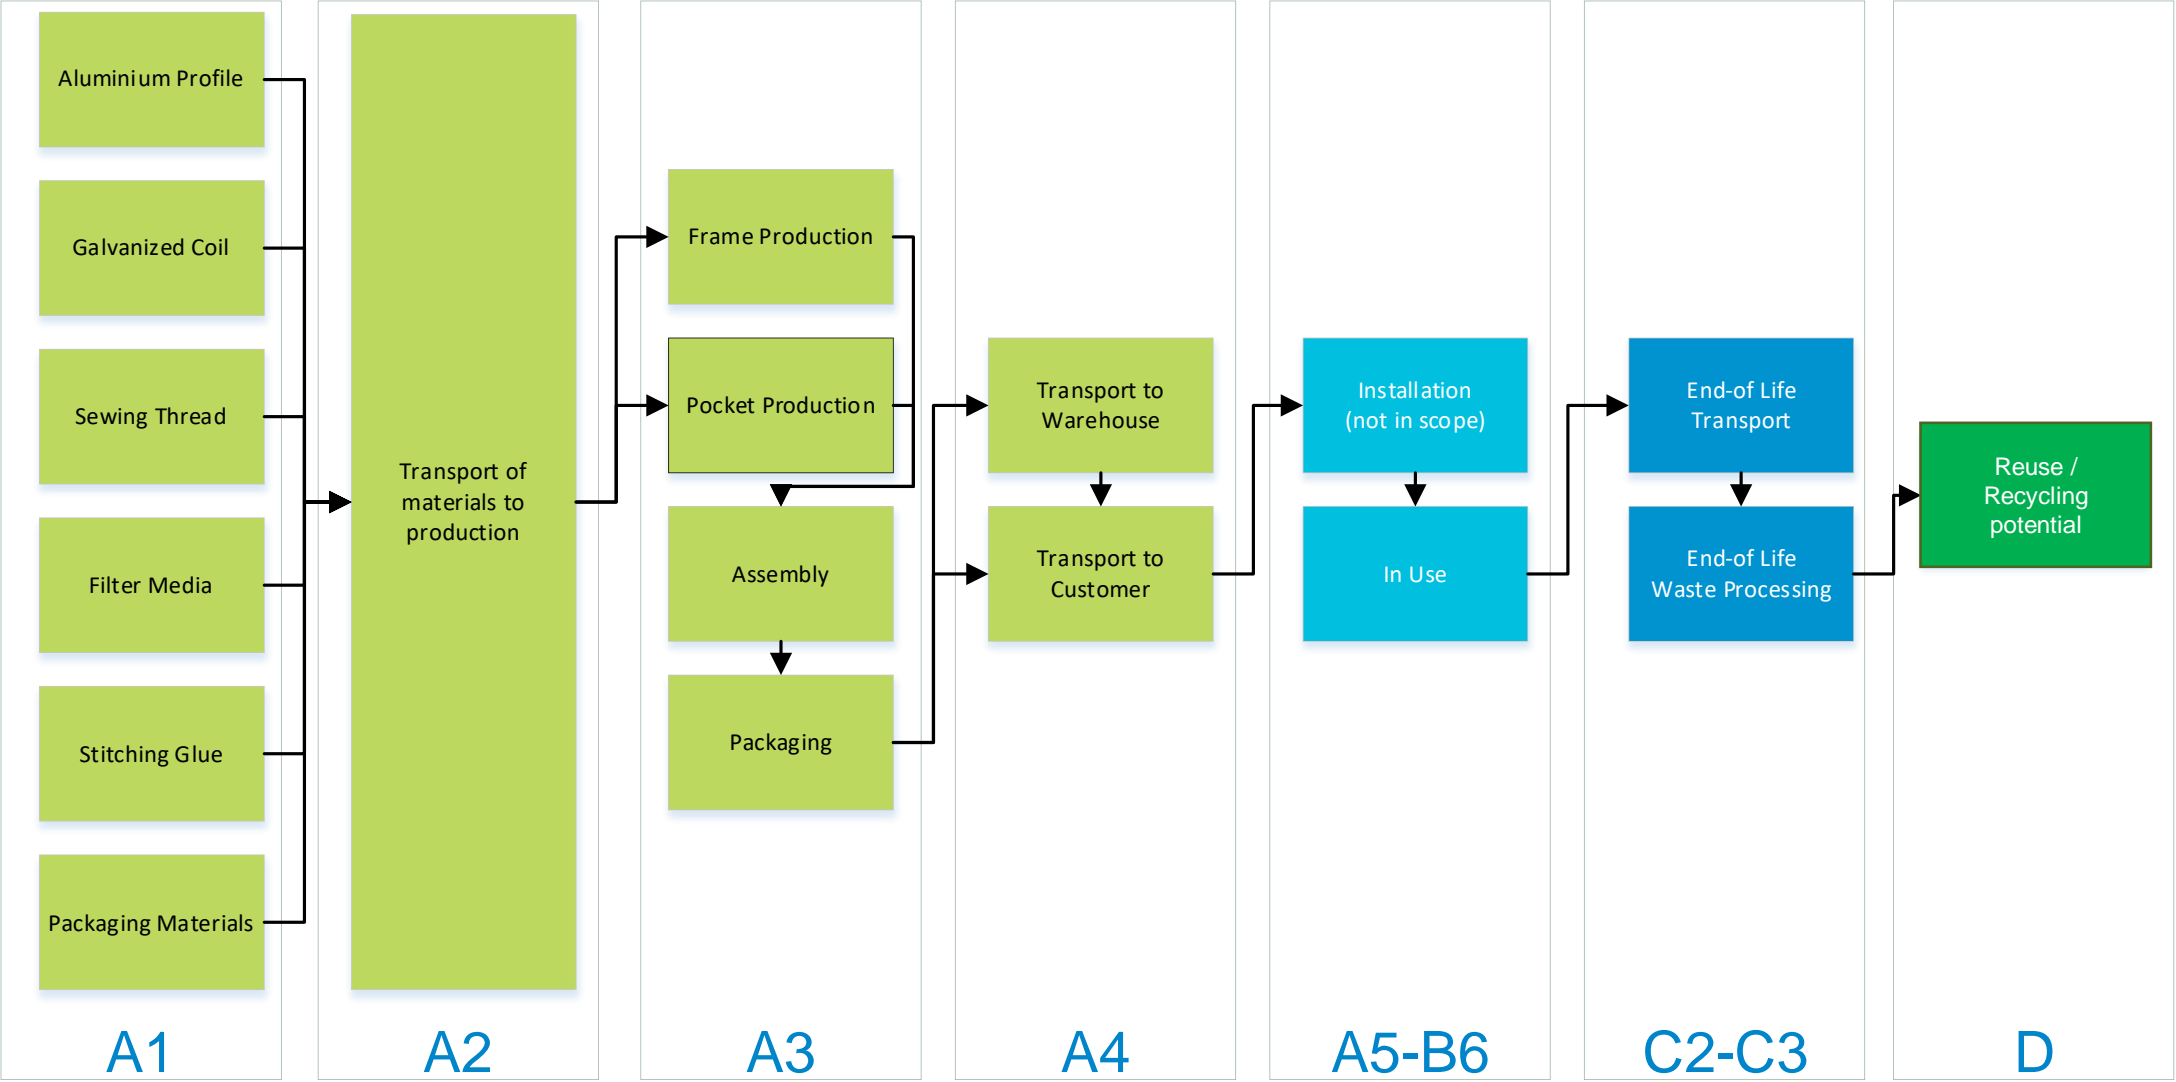 Aluminium Profile
Galvanized Coil
Sewing Thread
Filter Media
Stitching Glue
Packaging Materials
A1
Transport of
materials to
production
A2
Frame Production
Pocket Production
Assembly
Packaging
A3
Transport to
Warehouse
Transport to
Customer
A4
Installation
(not in scope)
In Use
A5-B6
End-of Life
Transport
End-of Life
Waste Processing
C2-C3
Reuse /
Recycling
potential
D